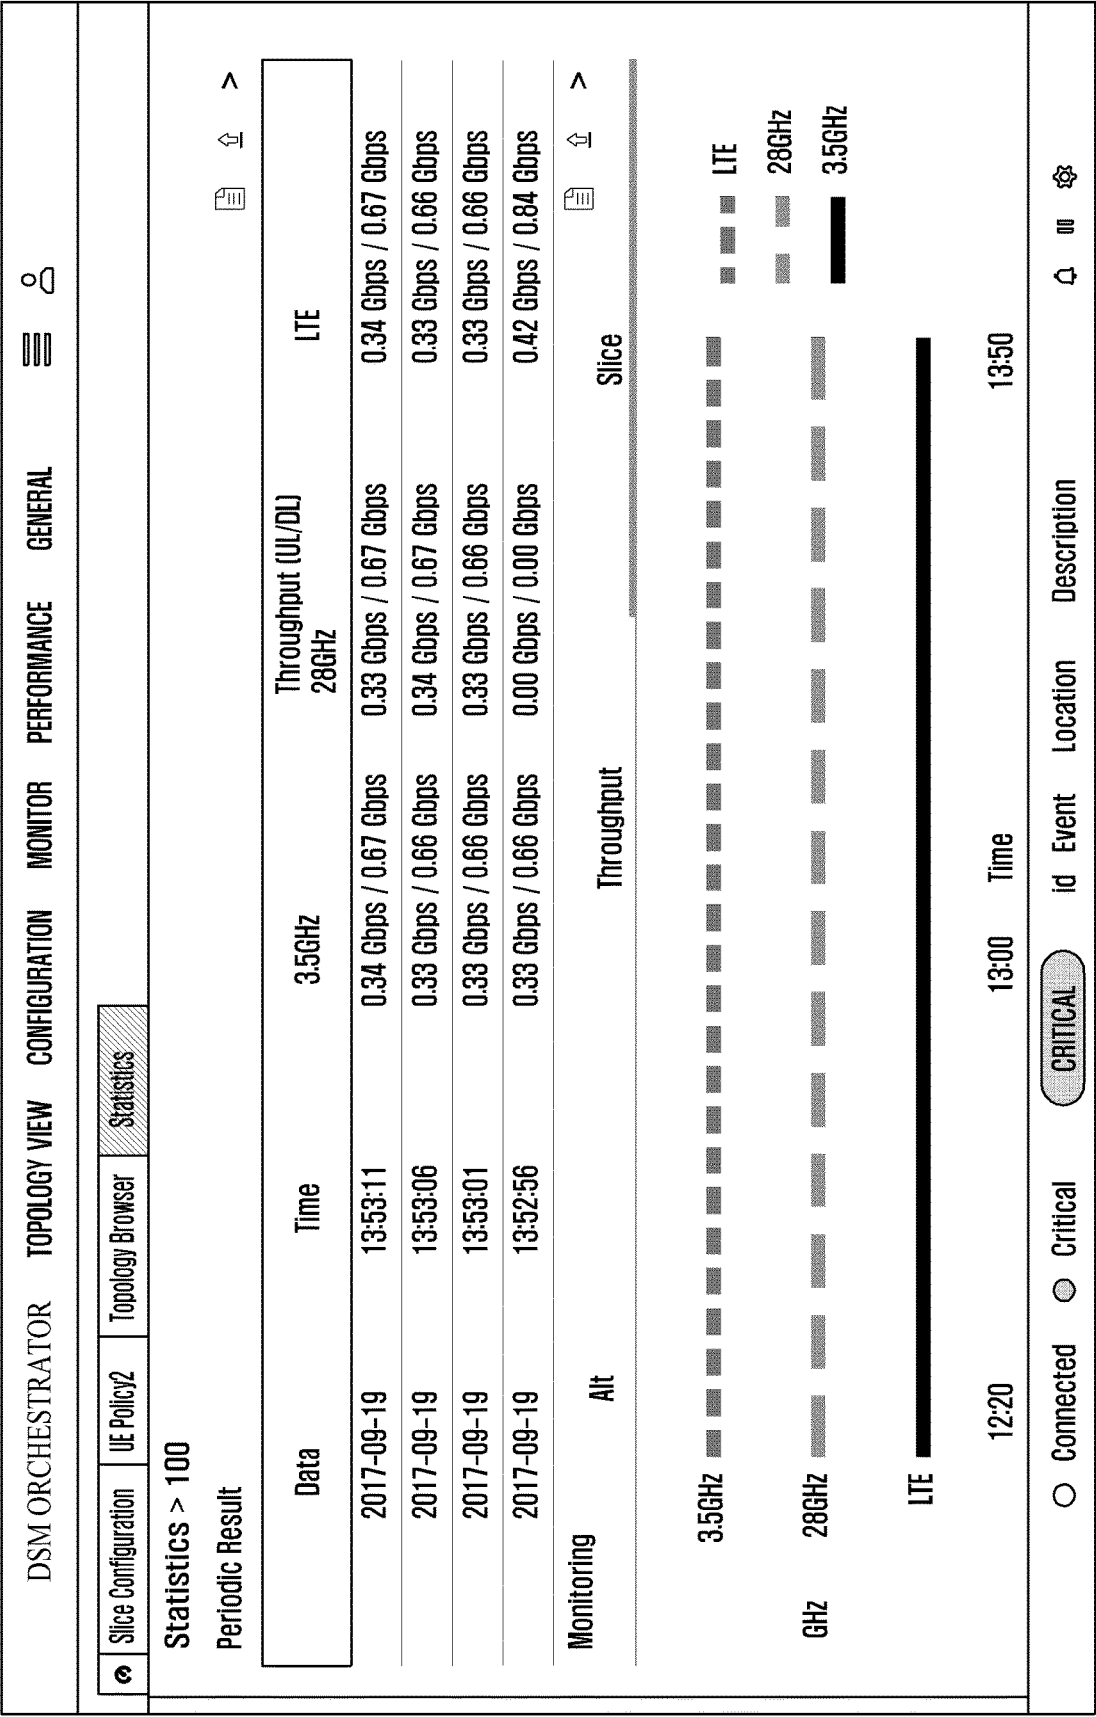 DSM ORCHESTRATOR TOPOLOGY VIEW CONFIGURATION MONITOR PERFORMANCE GENERAL
Slice Configuration UE Policy2 Topology Browser Statistics
Statistics > 100
Periodic Result >
Throughput (UL/DL)
Data Time 3.5GHz 28GHz LTE
2017-09-19 13:53:11 0.34 Gbps / 0.67 Gbps 0.33 Gbps / 0.67 Gbps 0.34 Gbps / 0.67 Gbps
2017-09-19 13:53:06 0.33 Gbps / 0.66 Gbps 0.34 Gbps / 0.67 Gbps 0.33 Gbps / 0.66 Gbps
2017-09-19 13:53:01 0.33 Gbps / 0.66 Gbps 0.33 Gbps / 0.66 Gbps 0.33 Gbps / 0.66 Gbps
2017-09-19 13:52:56 0.33 Gbps / 0.66 Gbps 0.00 Gbps / 0.00 Gbps 0.42 Gbps / 0.84 Gbps
Monitoring >
Alt Throughput Slice
3.5GHz LTE
28GHz
GHz 28GHz 3.5GHz
LTE
12:20 13:00 Time 13:50
Connected Critical CRITICAL id Event Location Description